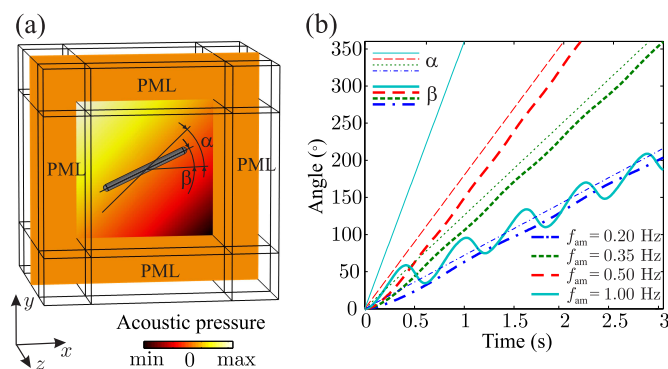 (a)
PML
PML
PML
PML
α
β
y
x
z
Acoustic pressure
min 0 max
(b)
Angle (°)
350
300
250
200
150
100
50
0
α
β
f_am = 0.20 Hz
f_am = 0.35 Hz
f_am = 0.50 Hz
f_am = 1.00 Hz
0 0.5 1 1.5 2 2.5 3
Time (s)